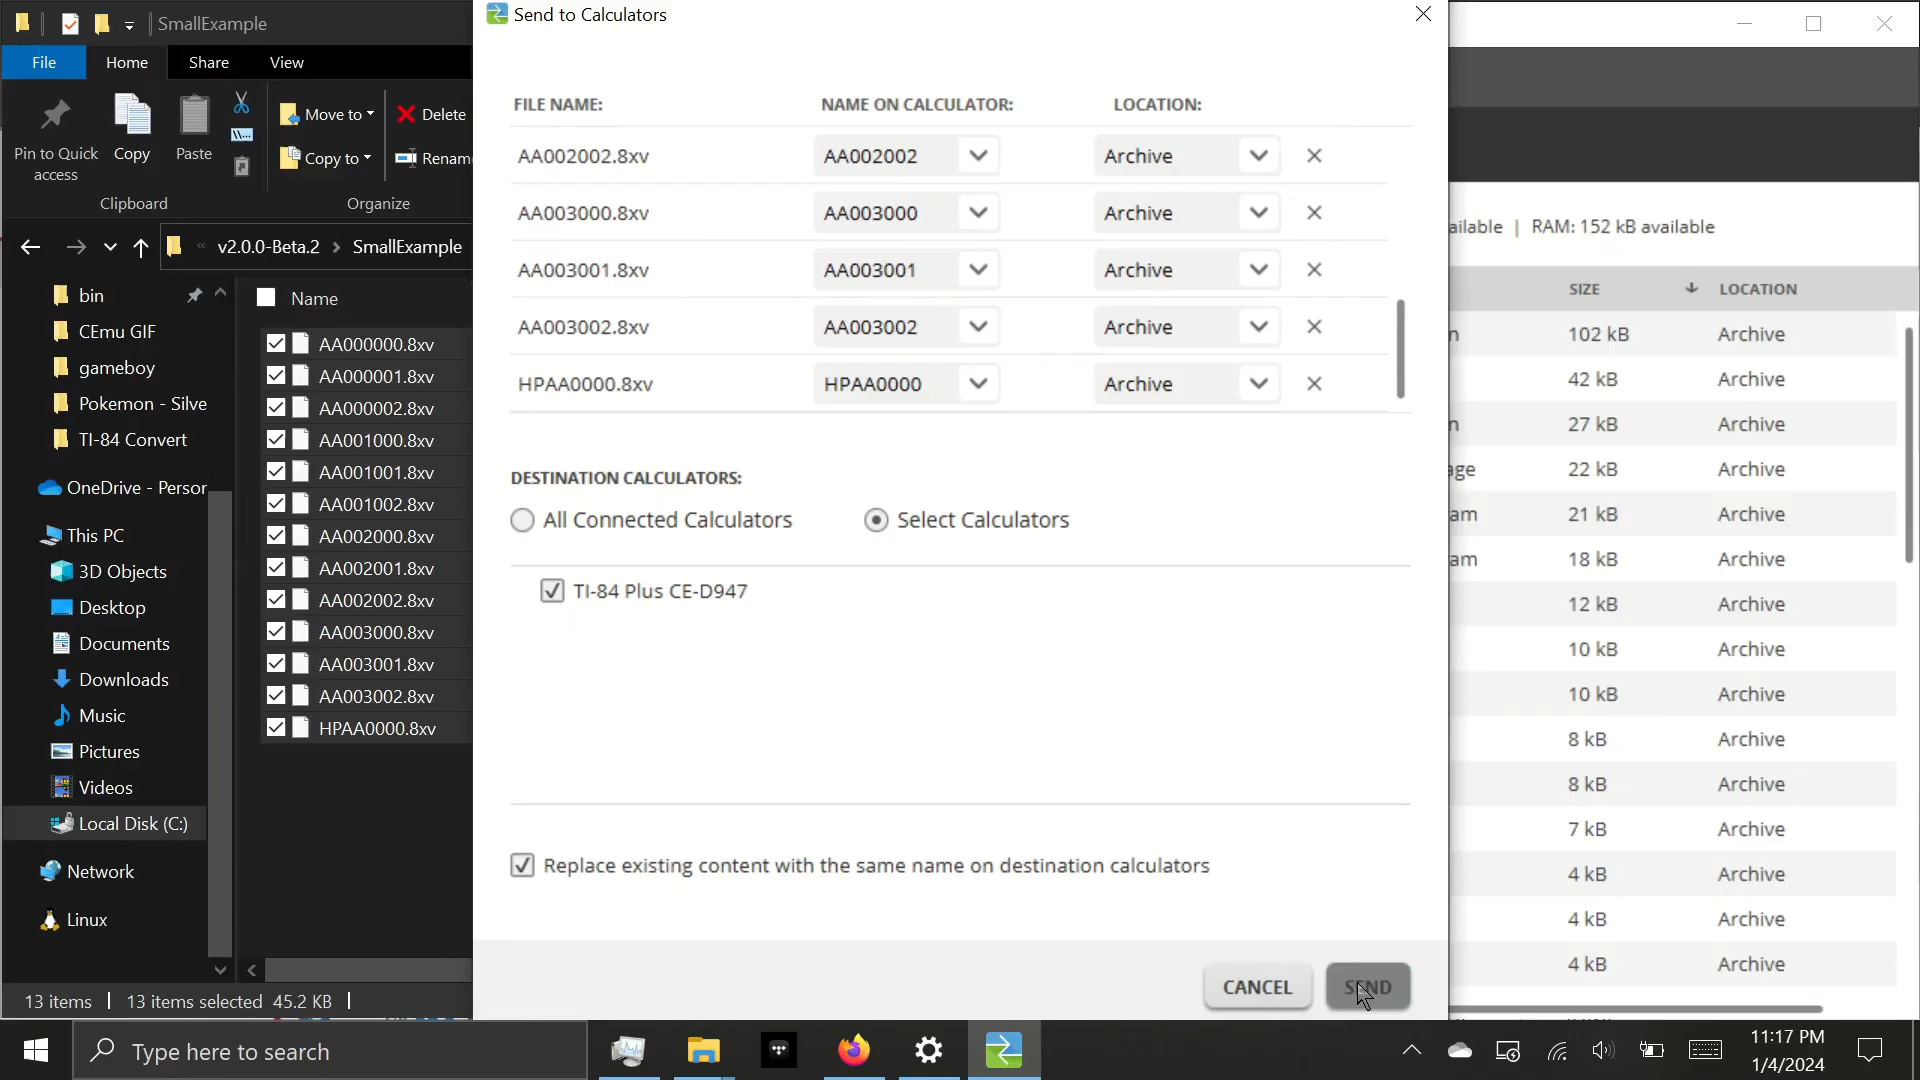 SmallExample
File
Home
Share
View
Pin to Quick access
Copy
Paste
Move to
Copy to
Delete
Renam
Clipboard
Organize
« v2.0.0-Beta.2 > SmallExample
bin
CEmu GIF
gameboy
Pokemon - Silve
TI-84 Convert
OneDrive - Persor
This PC
3D Objects
Desktop
Documents
Downloads
Music
Pictures
Videos
Local Disk (C:)
Network
Linux
Name
AA000000.8xv
AA000001.8xv
AA000002.8xv
AA001000.8xv
AA001001.8xv
AA001002.8xv
AA002000.8xv
AA002001.8xv
AA002002.8xv
AA003000.8xv
AA003001.8xv
AA003002.8xv
HPAA0000.8xv
13 items | 13 items selected 45.2 KB |
Send to Calculators
FILE NAME: NAME ON CALCULATOR: LOCATION:
AA002002.8xv AA002002 Archive
AA003000.8xv AA003000 Archive
AA003001.8xv AA003001 Archive
AA003002.8xv AA003002 Archive
HPAA0000.8xv HPAA0000 Archive
DESTINATION CALCULATORS:
All Connected Calculators Select Calculators
TI-84 Plus CE-D947
Replace existing content with the same name on destination calculators
CANCEL SEND
ailable | RAM: 152 kB available
SIZE LOCATION
n 102 kB Archive
42 kB Archive
n 27 kB Archive
age 22 kB Archive
am 21 kB Archive
am 18 kB Archive
12 kB Archive
10 kB Archive
10 kB Archive
8 kB Archive
8 kB Archive
7 kB Archive
4 kB Archive
4 kB Archive
4 kB Archive
Type here to search
11:17 PM
1/4/2024